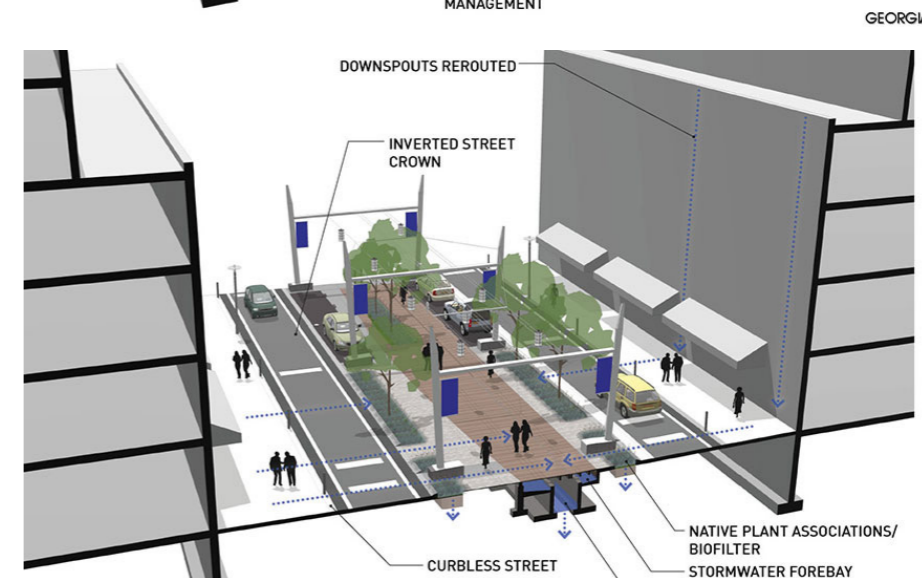 MANAGEMENT
DOWNSPOUTS REROUTED
INVERTED STREET
CROWN
NATIVE PLANT ASSOCIATIONS/
BIOFILTER
CURBLESS STREET
STORMWATER FOREBAY